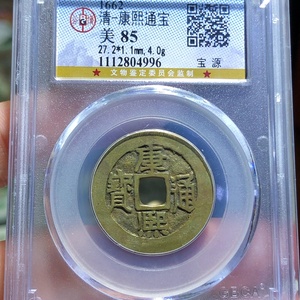 1662
清-康熙通宝
美 85
27.2*1.1mm, 4.0g
宝源
1112804996
★★★★★ 文物鉴定委员会监制 ★★★★★
康熙通寳